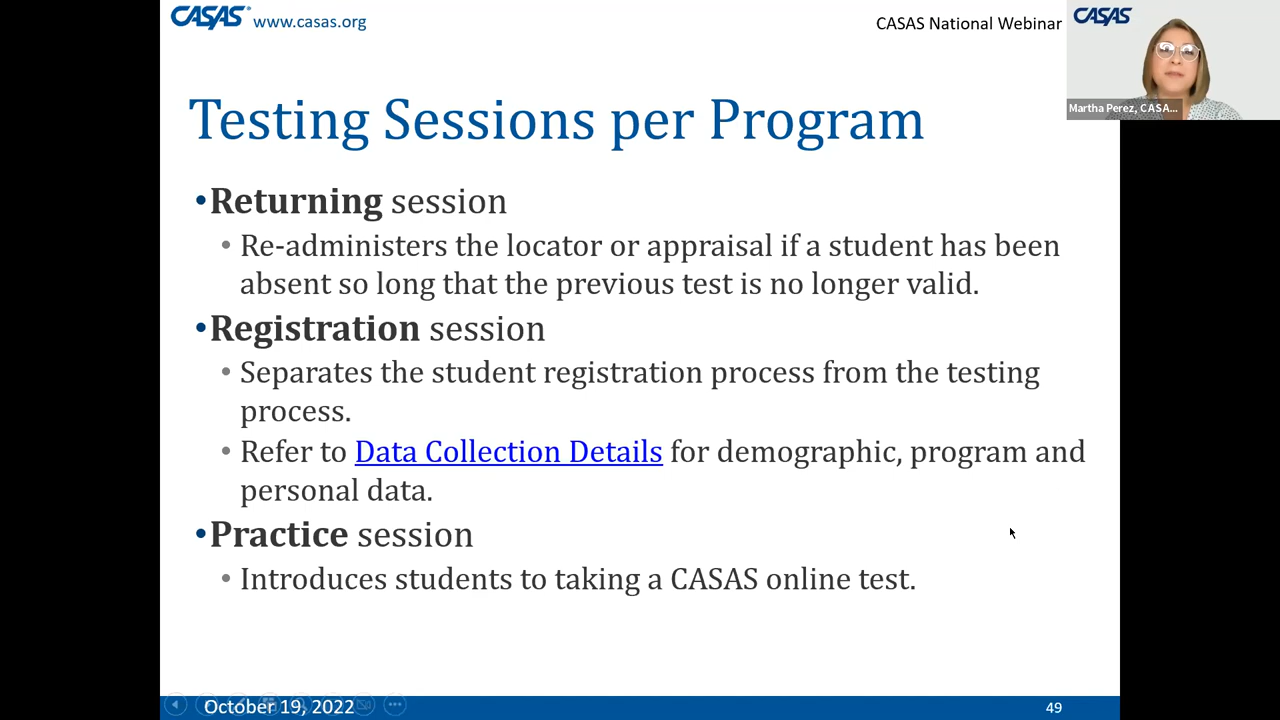 CASAS www.casas.org
CASAS National Webinar
CASAS
Martha Perez, CASA...
Testing Sessions per Program
•Returning session
• Re-administers the locator or appraisal if a student has been
absent so long that the previous test is no longer valid.
•Registration session
• Separates the student registration process from the testing
process.
• Refer to Data Collection Details for demographic, program and
personal data.
•Practice session
• Introduces students to taking a CASAS online test.
October 19, 2022
49